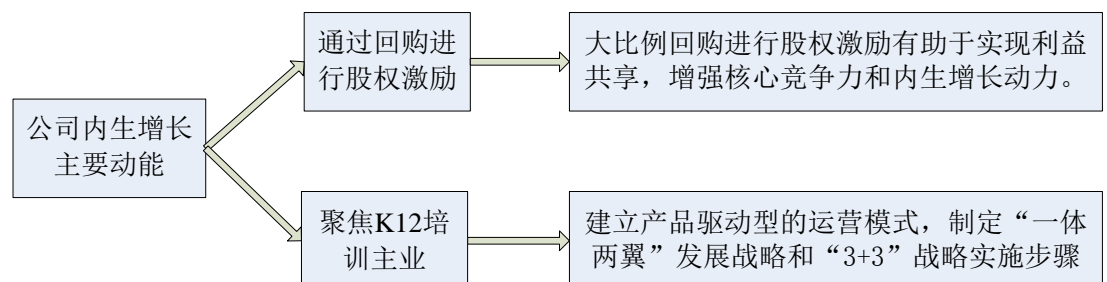 公司内生增长
主要动能
通过回购进
行股权激励
大比例回购进行股权激励有助于实现利益
共享，增强核心竞争力和内生增长动力。
聚焦K12培
训主业
建立产品驱动型的运营模式，制定“一体
两翼”发展战略和“3+3”战略实施步骤